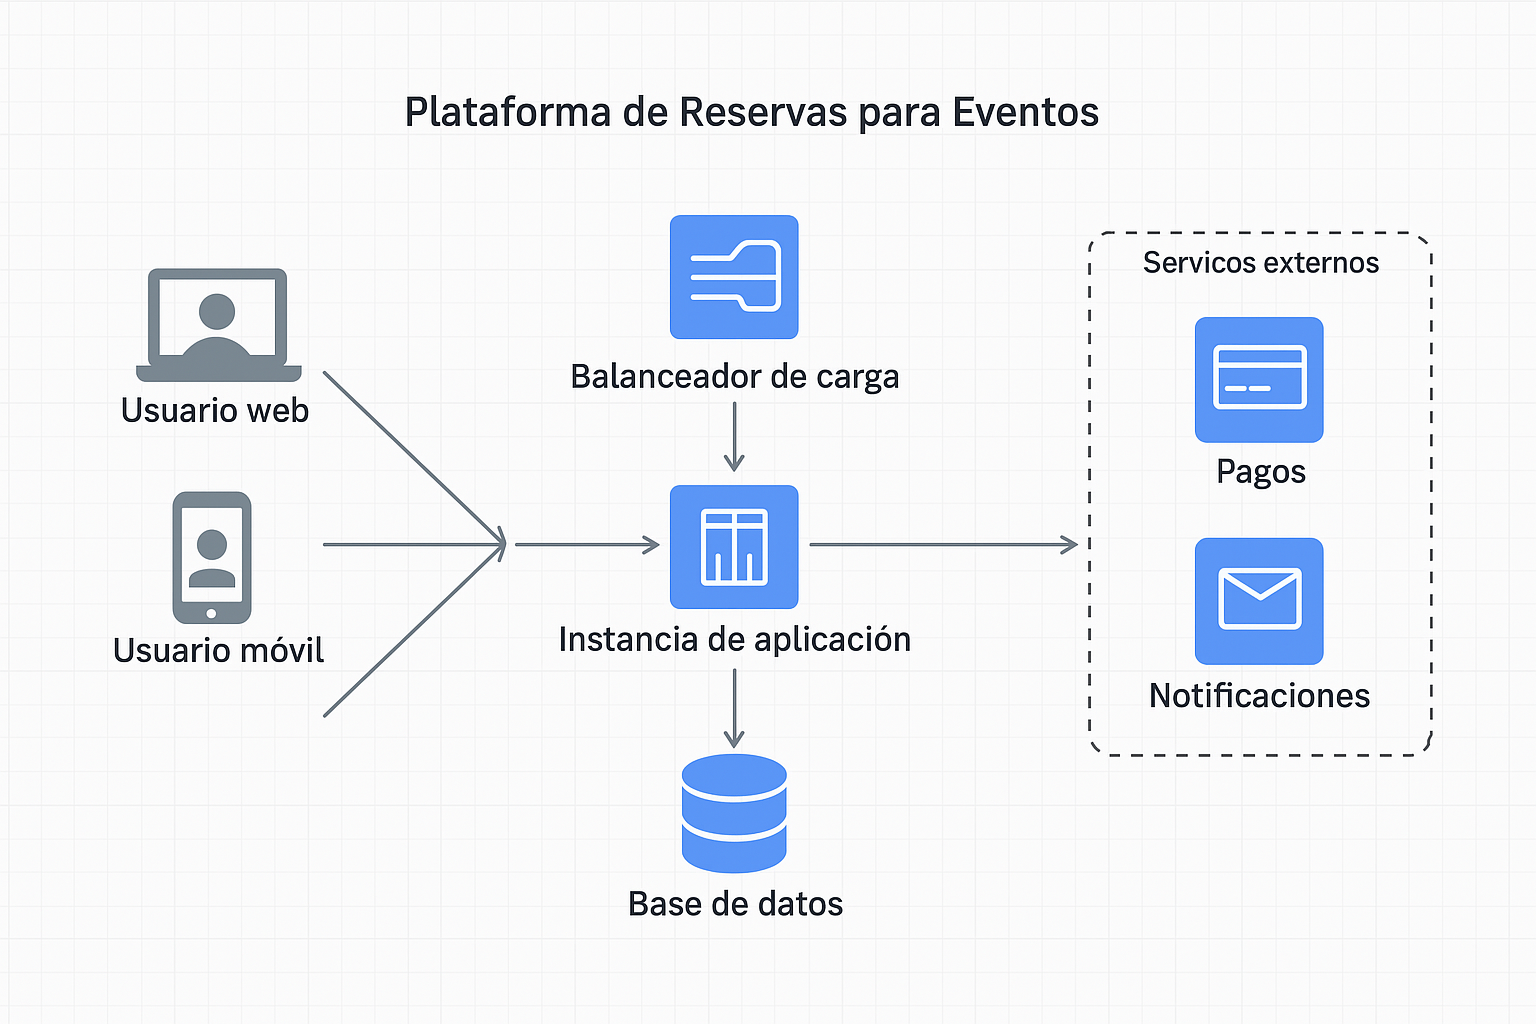 Plataforma de Reservas para Eventos
Usuario web
Usuario móvil
Balanceador de carga
Instancia de aplicación
Base de datos
Servicos externos
Pagos
Notificaciones